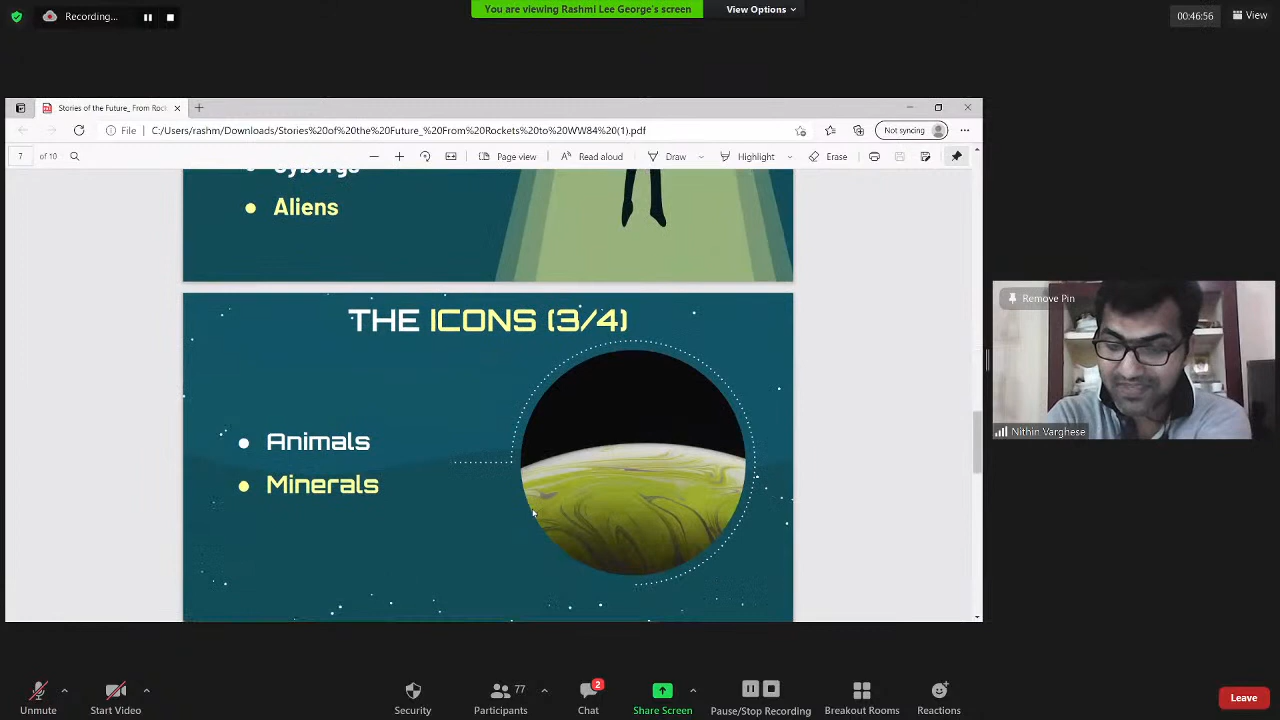 Recording...
You are viewing Rashmi Lee George's screen
View Options
00:46:56
View
Stories of the Future_ From Rock
File
C:/Users/rashm/Downloads/Stories%20of%20the%20Future_%20From%20Rockets%20to%20WW84%20(1).pdf
Not syncing
7 of 10
Page view
Read aloud
Draw
Highlight
Erase
Cyborgs
Aliens
THE ICONS (3/4)
Animals
Minerals
Remove Pin
Nithin Varghese
Unmute
Start Video
Security
77
Participants
2
Chat
Share Screen
Pause/Stop Recording
Breakout Rooms
Reactions
Leave